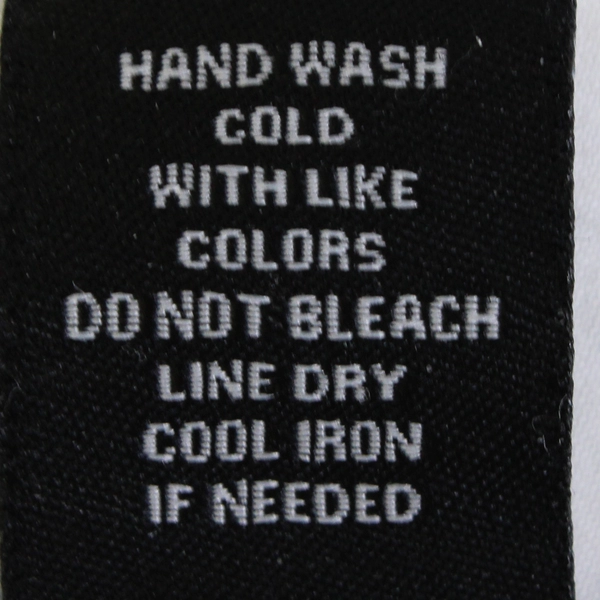 HAND WASH
COLD
WITH LIKE
COLORS
DO NOT BLEACH
LINE DRY
COOL IRON
IF NEEDED